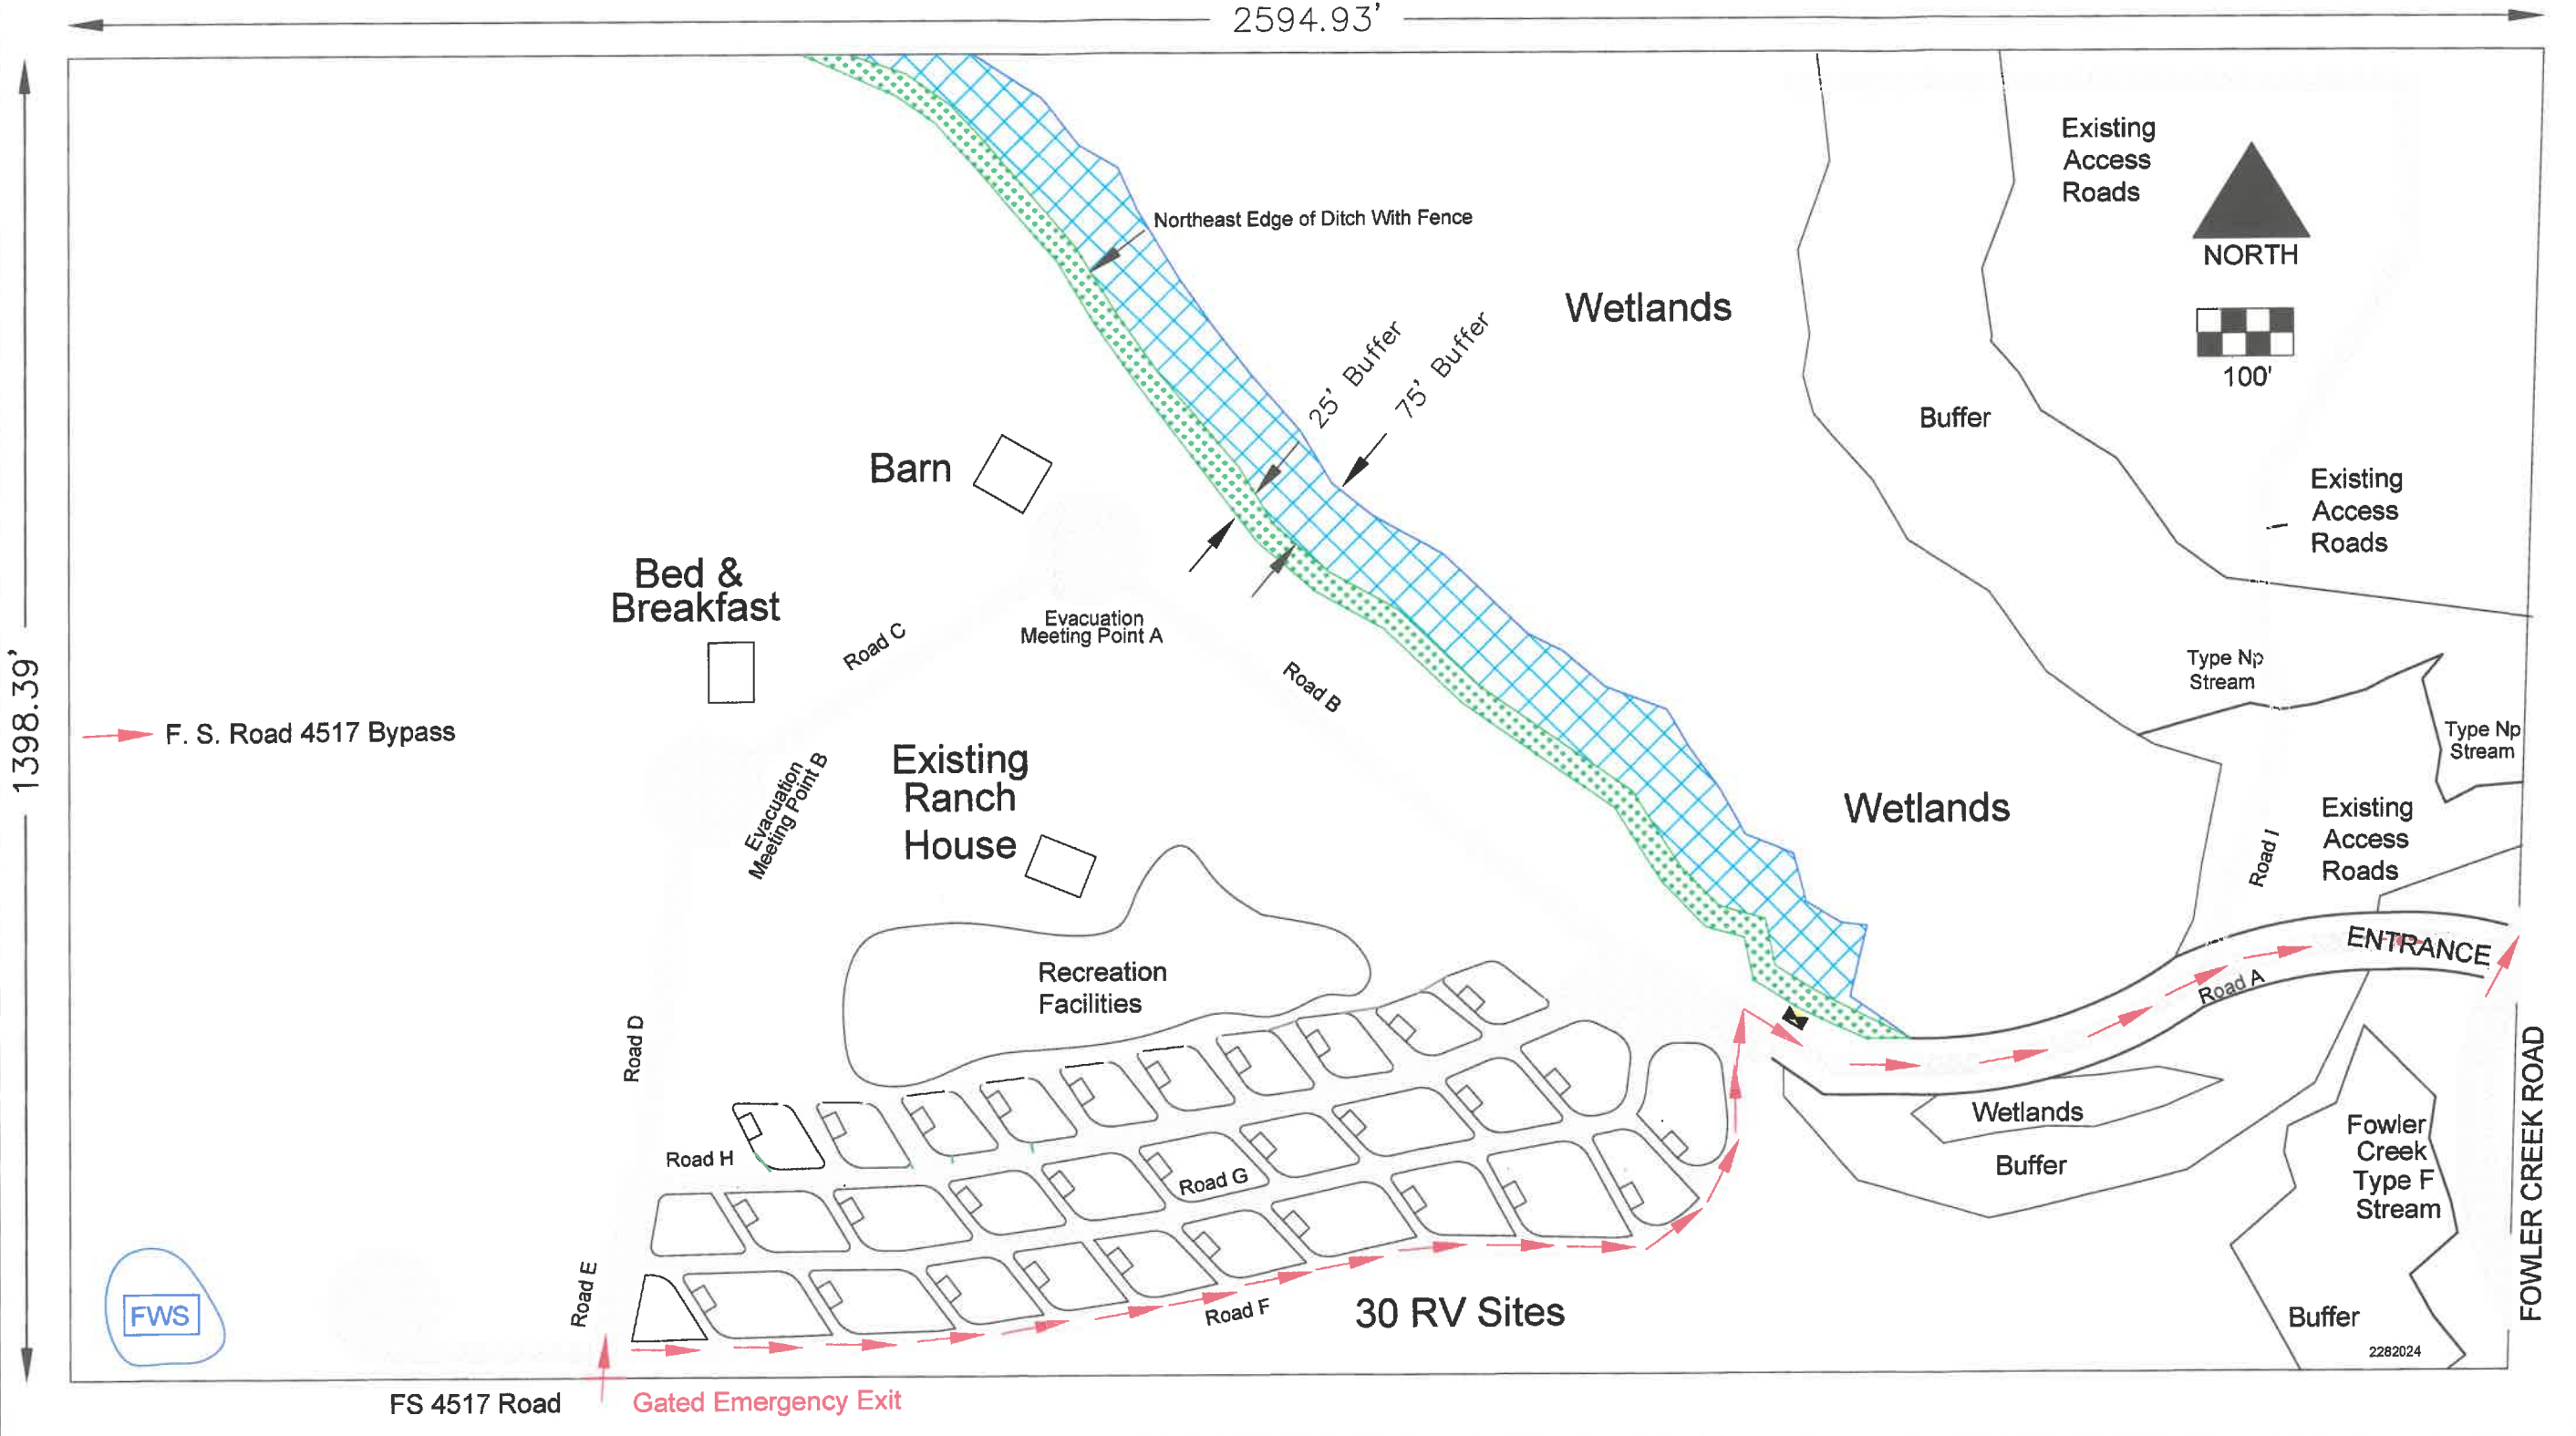 2594.93'
1398.39'
Existing
Access
Roads
NORTH
100'
Northeast Edge of Ditch With Fence
Wetlands
25' Buffer
75' Buffer
Buffer
Barn
Existing
Access
Roads
Bed &
Breakfast
Road C
Evacuation
Meeting Point A
Road B
Type Np
Stream
Type Np
Stream
F. S. Road 4517 Bypass
Evacuation
Meeting Point B
Existing
Ranch
House
Wetlands
Existing
Access
Roads
Road I
ENTRANCE
Road A
Recreation
Facilities
Road D
Road H
Road G
Wetlands
Buffer
Fowler
Creek
Type F
Stream
FOWLER CREEK ROAD
FWS
Road E
Road F
30 RV Sites
Buffer
2282024
FS 4517 Road
Gated Emergency Exit